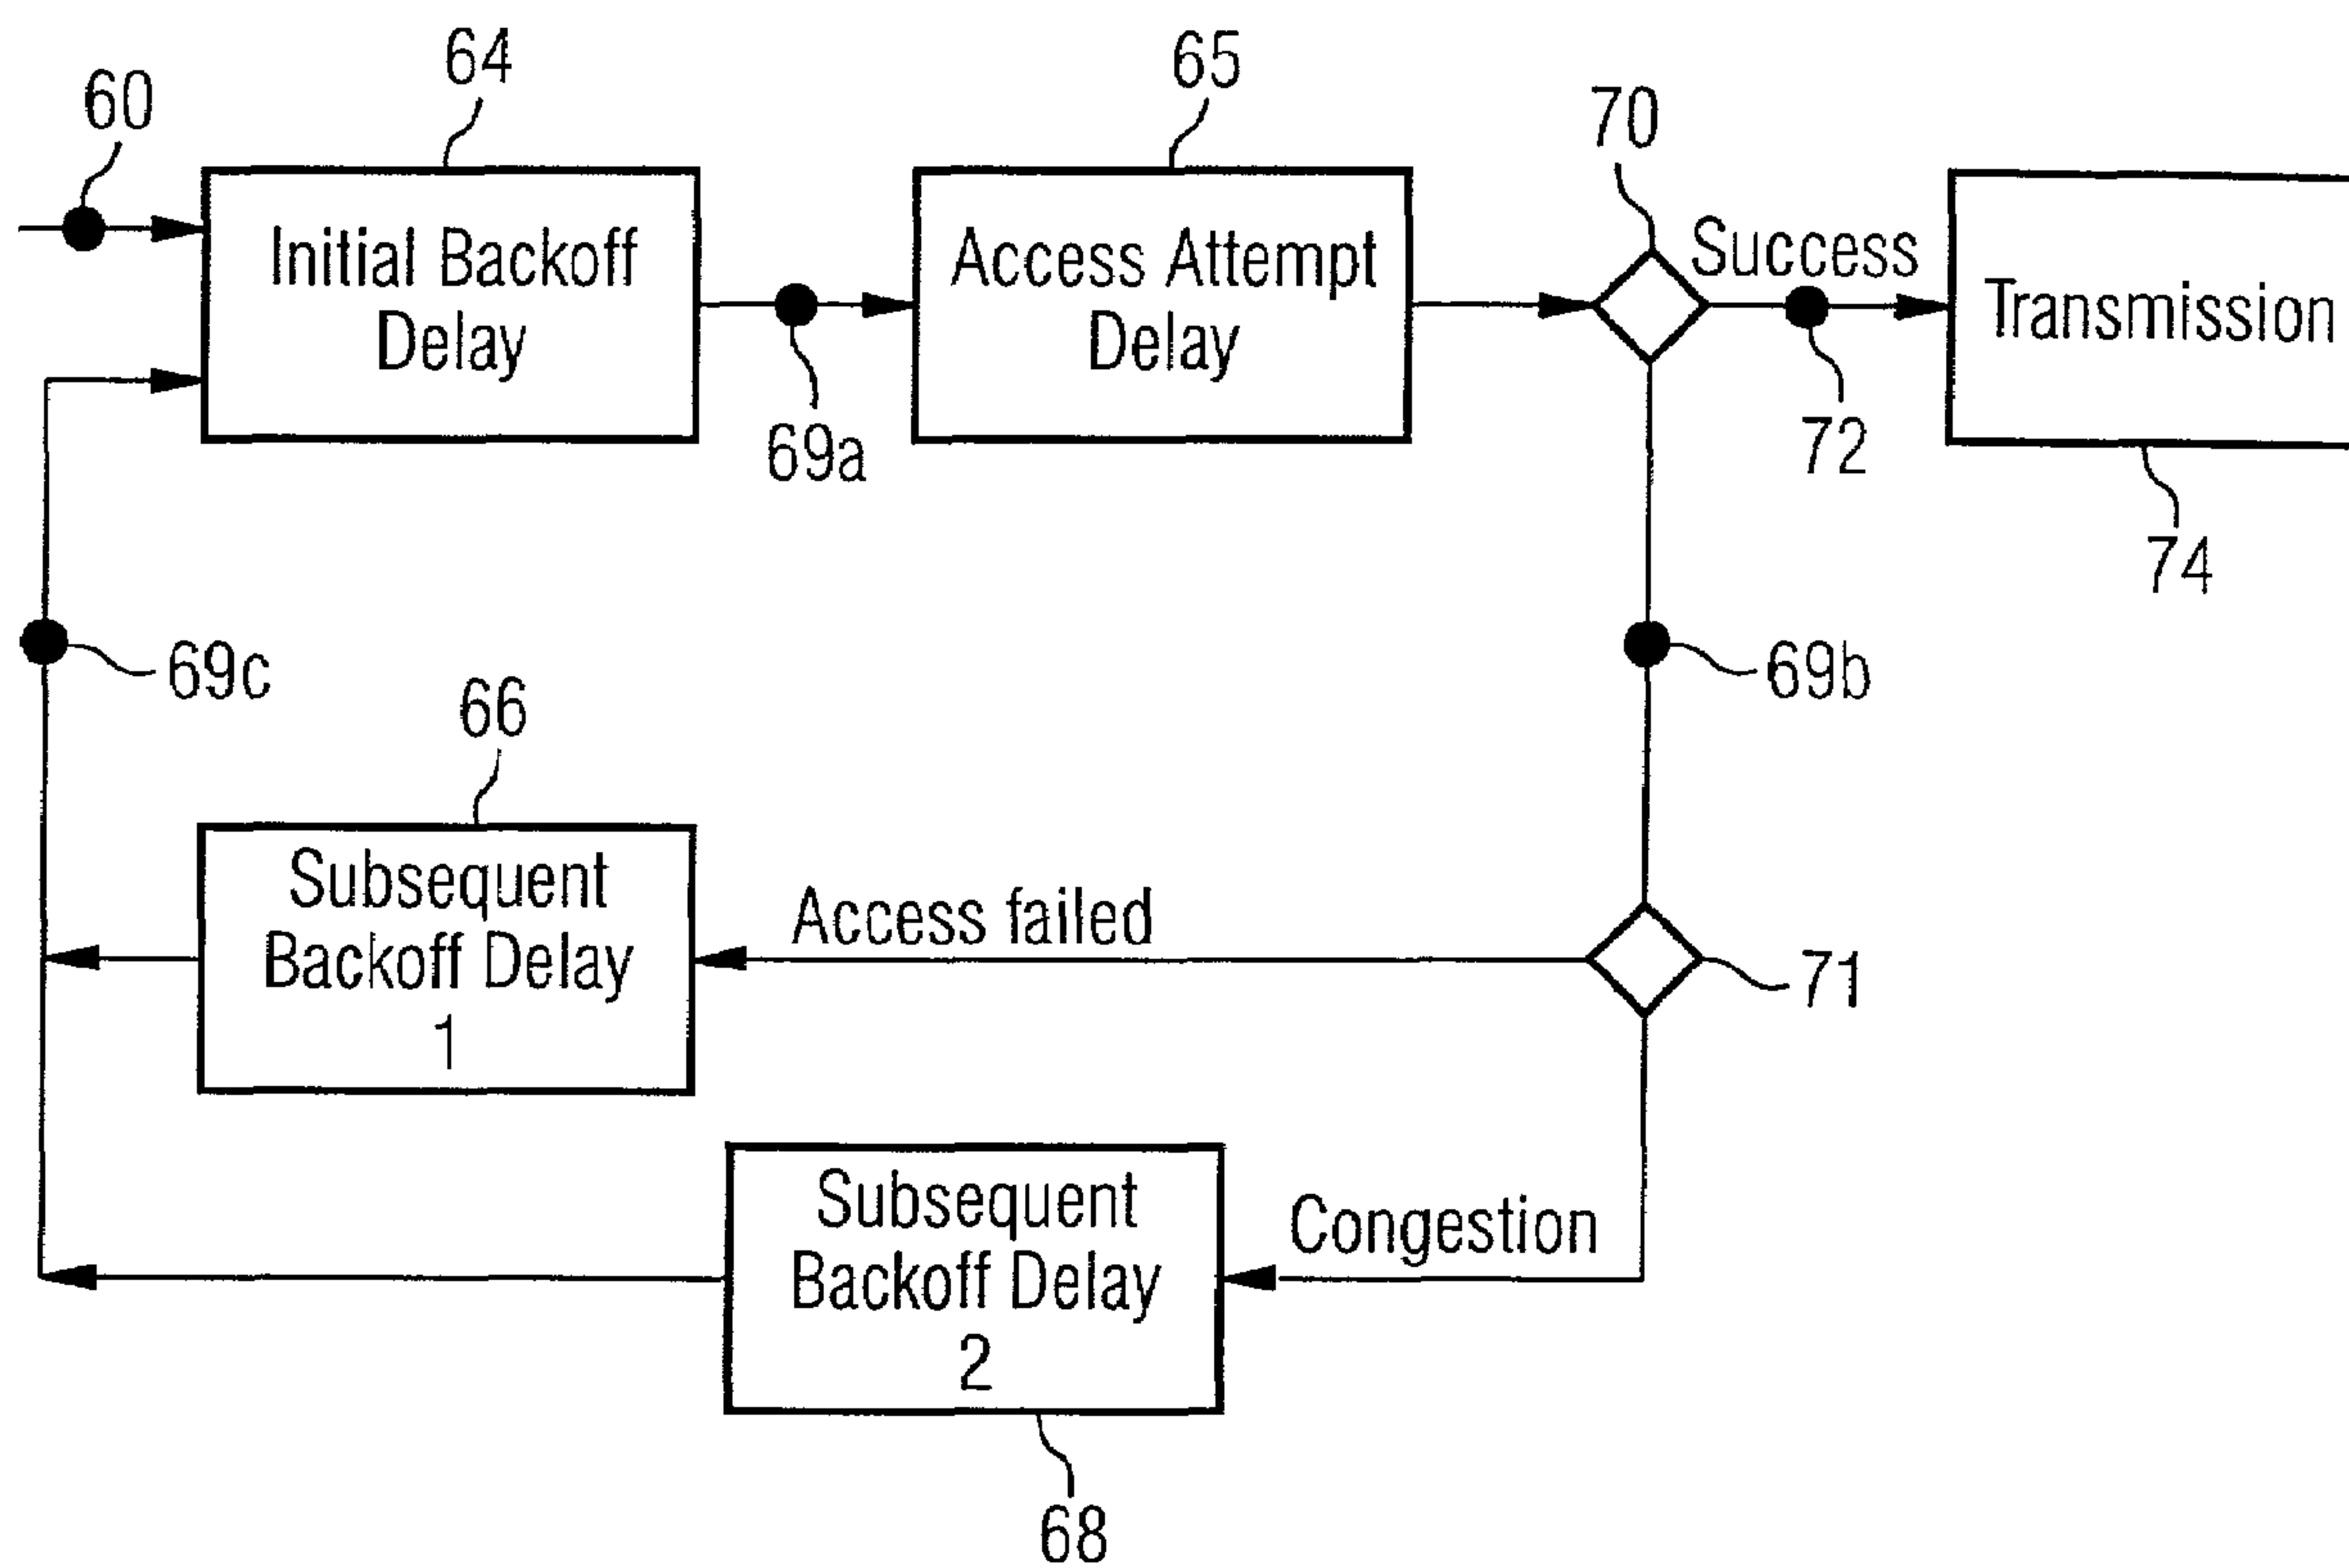 64
65
60
70
Initial Backoff
Delay
Access Attempt
Delay
Success
Transmission
69a
72
74
69c
69b
66
Subsequent
Backoff Delay
1
Access failed
71
Subsequent
Backoff Delay
2
Congestion
68